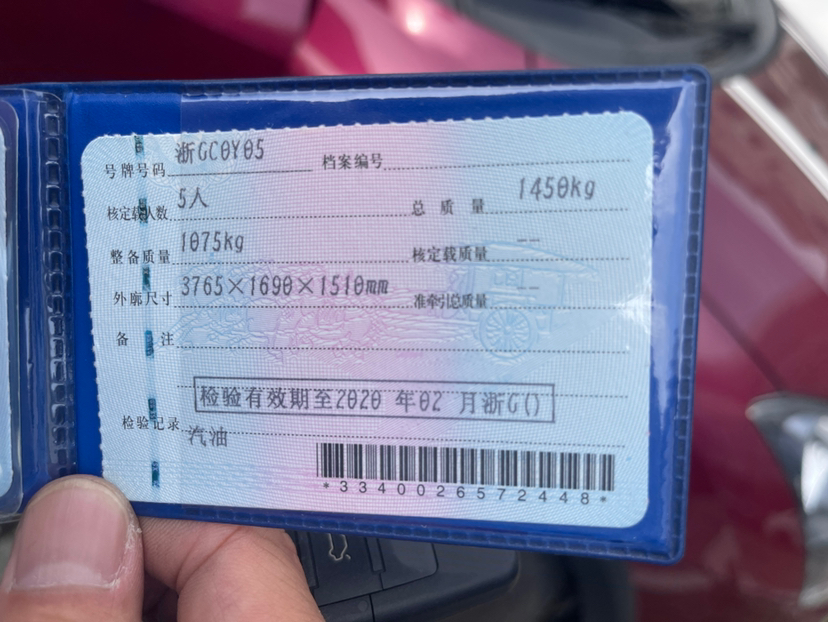 号牌号码 浙GC0Y05 档案编号
核定载人数 5人 总质量 1450kg
整备质量 1075kg 核定载质量 --
外廓尺寸 3765×1690×1510mm 准牵引总质量 --
备注
检验有效期至2020 年02 月浙G()
检验记录
汽油
*3340026572448*